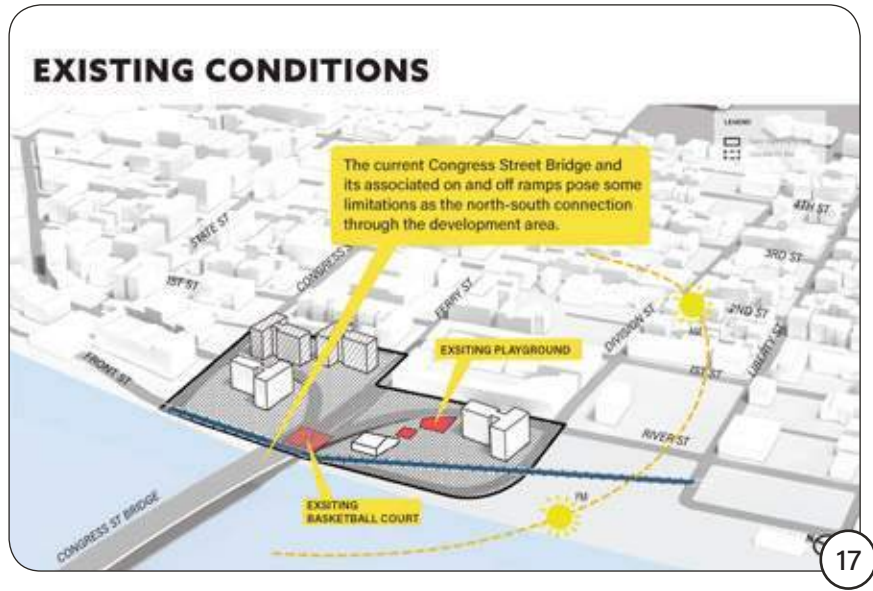 EXISTING CONDITIONS
LEGEND
The current Congress Street Bridge and
its associated on and off ramps pose some
limitations as the north-south connection
through the development area.
4TH ST
STATE ST
3RD ST
CONGRESS S
1ST ST
FERRY ST
DIVISION ST
2ND ST
AM
LIBERTY ST
EXSITING PLAYGROUND
1ST ST
FRONT ST
RIVER ST
PM
EXSITING
BASKETBALL COURT
CONGRESS ST BRIDGE
N
17